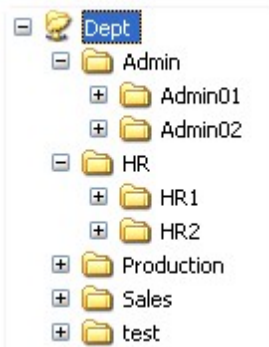 Dept
Admin
Admin01
Admin02
HR
HR1
HR2
Production
Sales
test